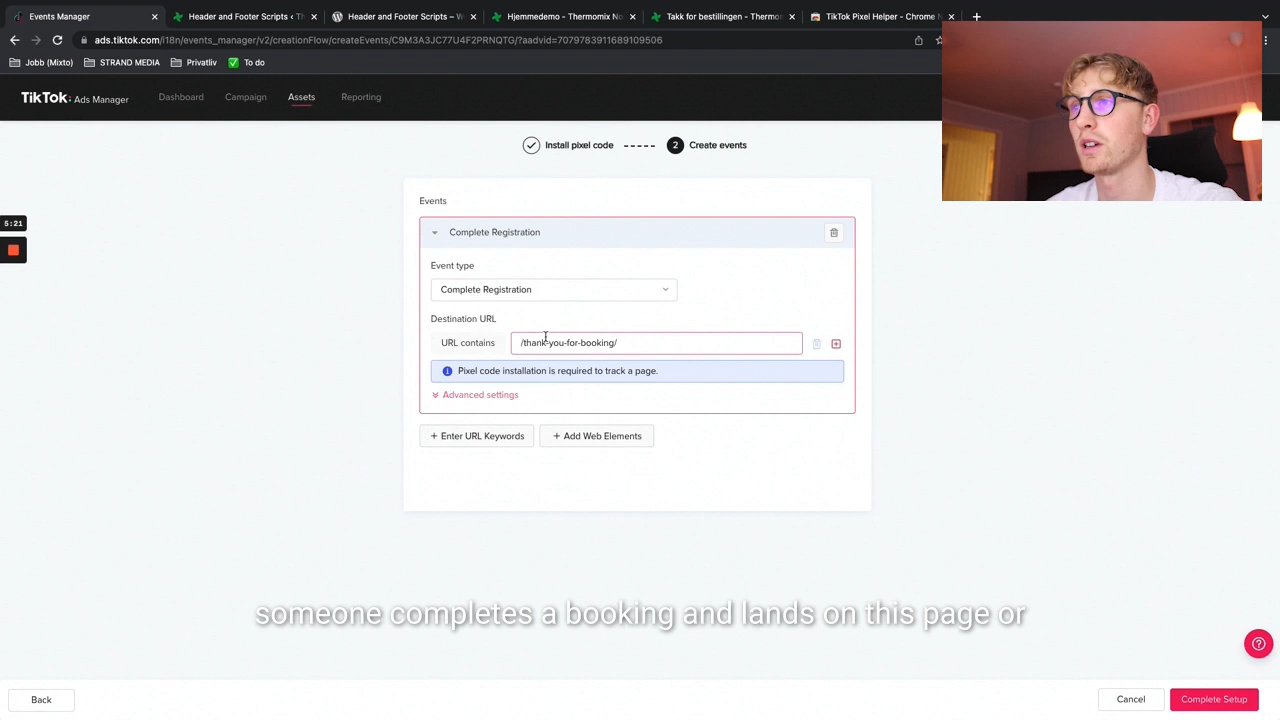 Events Manager
Header and Footer Scripts ‹ Th
Header and Footer Scripts – W
Hjemmedemo – Thermomix No
Takk for bestillingen – Thermor
TikTok Pixel Helper - Chrome
ads.tiktok.com/i18n/events_manager/v2/creationFlow/createEvents/C9M3A3JC77U4F2PRNQTG/?aadvid=7079783911689109506
Jobb (Mixto)
STRAND MEDIA
Privatliv
To do
TikTok: Ads Manager
Dashboard
Campaign
Assets
Reporting
Install pixel code
2 Create events
5:21
Events
Complete Registration
Event type
Complete Registration
Destination URL
URL contains
/thank-you-for-booking/
Pixel code installation is required to track a page.
Advanced settings
+ Enter URL Keywords
+ Add Web Elements
someone completes a booking and lands on this page or
Back
Cancel
Complete Setup